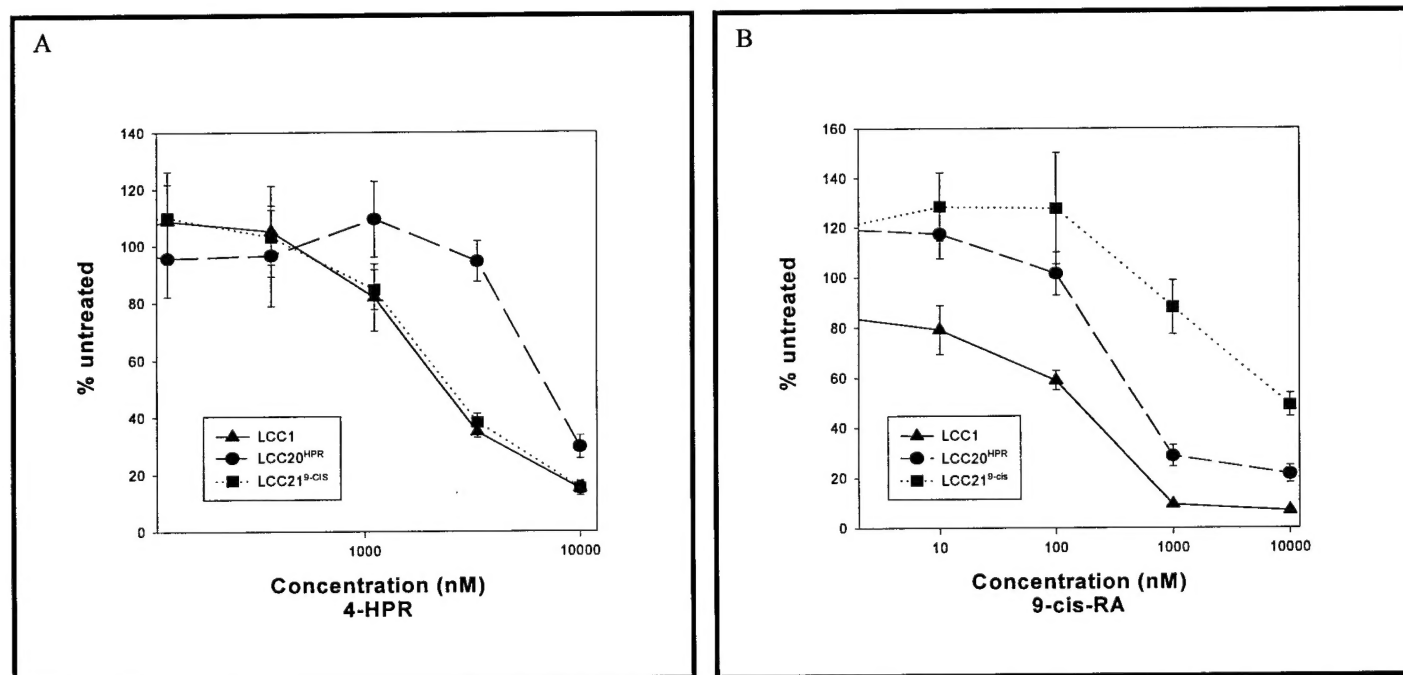 A
140
120
100
80
60
40
20
0
% untreated
LCC1
LCC20HPR
LCC219-CIS
1000
10000
Concentration (nM)
4-HPR
B
160
140
120
100
80
60
40
20
0
% untreated
LCC1
LCC20HPR
LCC219-cis
10
100
1000
10000
Concentration (nM)
9-cis-RA